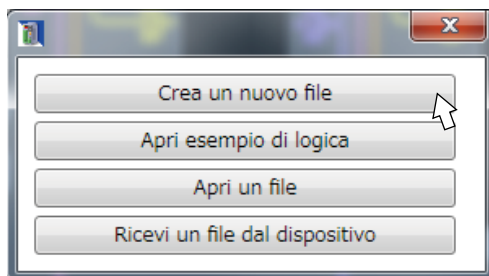 Crea un nuovo file
Apri esempio di logica
Apri un file
Ricevi un file dal dispositivo